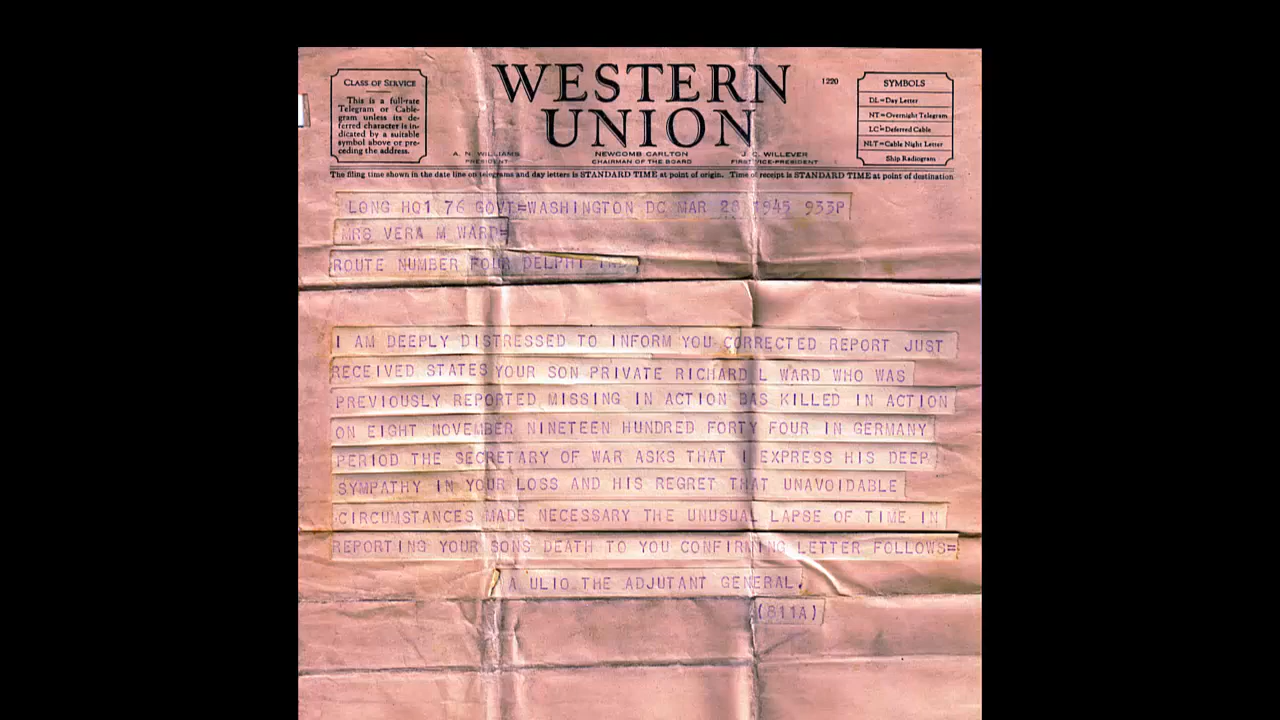 WESTERN
UNION
1220
CLASS OF SERVICE
This is a full-rate
Telegram or Cable-
gram unless its de-
ferred character is in-
dicated by a suitable
symbol above or pre-
ceding the address.
SYMBOLS
DL=Day Letter
NT=Overnight Telegram
LC=Deferred Cable
NLT=Cable Night Letter
Ship Radiogram
A. N. WILLIAMS
PRESIDENT
NEWCOMB CARLTON
CHAIRMAN OF THE BOARD
J. C. WILLEVER
FIRST VICE-PRESIDENT
The filing time shown in the date line on telegrams and day letters is STANDARD TIME at point of origin. Time of receipt is STANDARD TIME at point of destination
LONG HQ1 76 GOVT=WASHINGTON DC MAR 28 1945 933P
MRS VERA M WARD=
ROUTE NUMBER FOUR DELPHI IND
I AM DEEPLY DISTRESSED TO INFORM YOU CORRECTED REPORT JUST
RECEIVED STATES YOUR SON PRIVATE RICHARD L WARD WHO WAS
PREVIOUSLY REPORTED MISSING IN ACTION BAS KILLED IN ACTION
ON EIGHT NOVEMBER NINETEEN HUNDRED FORTY FOUR IN GERMANY
PERIOD THE SECRETARY OF WAR ASKS THAT I EXPRESS HIS DEEP
SYMPATHY IN YOUR LOSS AND HIS REGRET THAT UNAVOIDABLE
CIRCUMSTANCES MADE NECESSARY THE UNUSUAL LAPSE OF TIME IN
REPORTING YOUR SONS DEATH TO YOU CONFIRMING LETTER FOLLOWS=
A ULIO THE ADJUTANT GENERAL.
(811A)